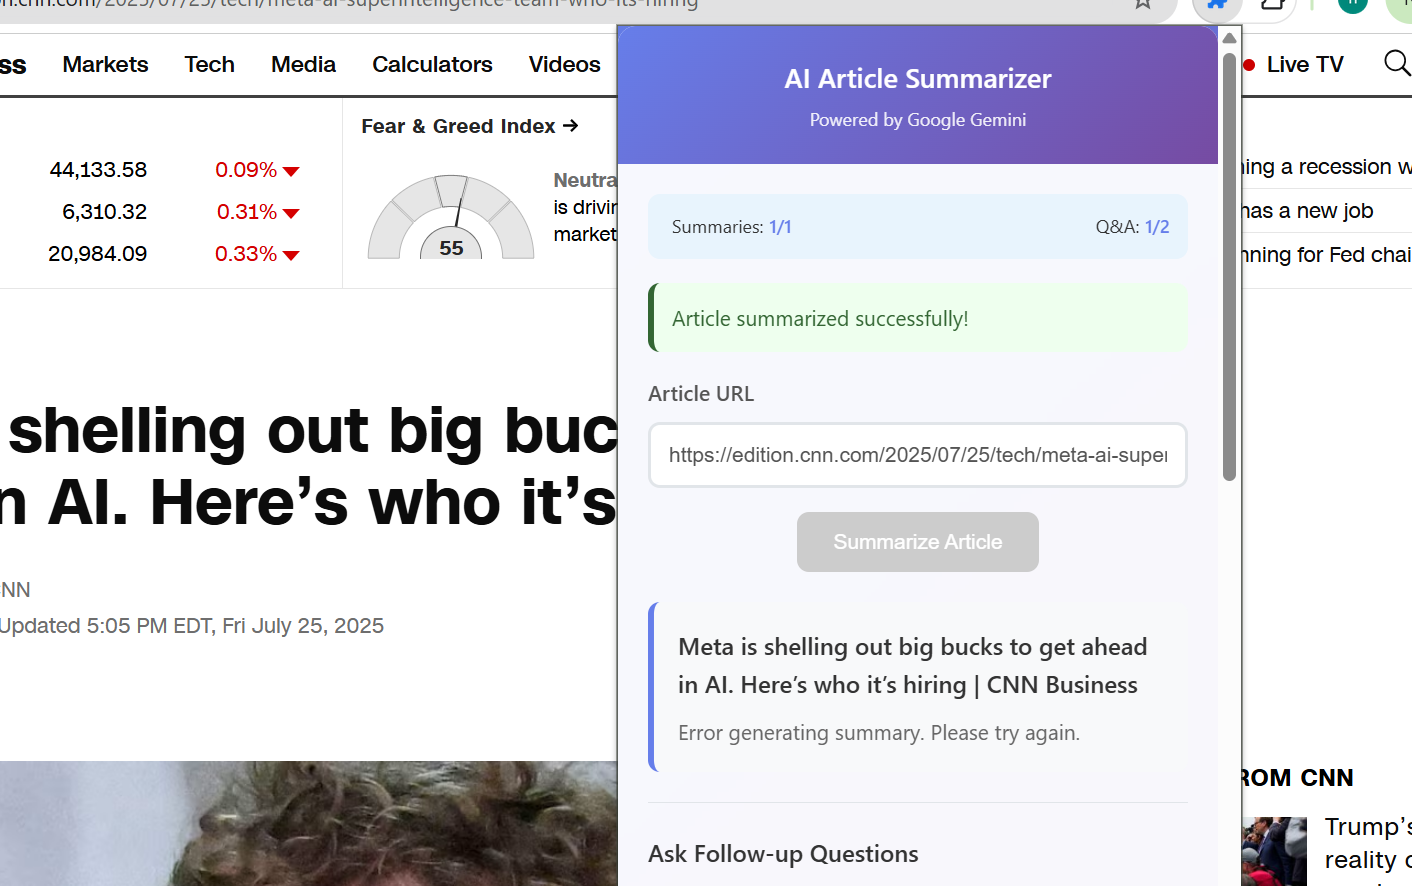 .cnn.com/2025/07/25/tech/meta-ai-superintelligence-team-who-its-hiring
ss Markets Tech Media Calculators Videos
Live TV
Fear & Greed Index →
44,133.58 0.09%
6,310.32 0.31%
20,984.09 0.33%
55
Neutra
is drivin
market
shelling out big buc
n AI. Here’s who it’s
NN
Updated 5:05 PM EDT, Fri July 25, 2025
AI Article Summarizer
Powered by Google Gemini
Summaries: 1/1
Q&A: 1/2
Article summarized successfully!
Article URL
https://edition.cnn.com/2025/07/25/tech/meta-ai-super
Summarize Article
Meta is shelling out big bucks to get ahead
in AI. Here’s who it’s hiring | CNN Business
Error generating summary. Please try again.
Ask Follow-up Questions
ning a recession w
has a new job
nning for Fed chai
ROM CNN
Trump’s
reality